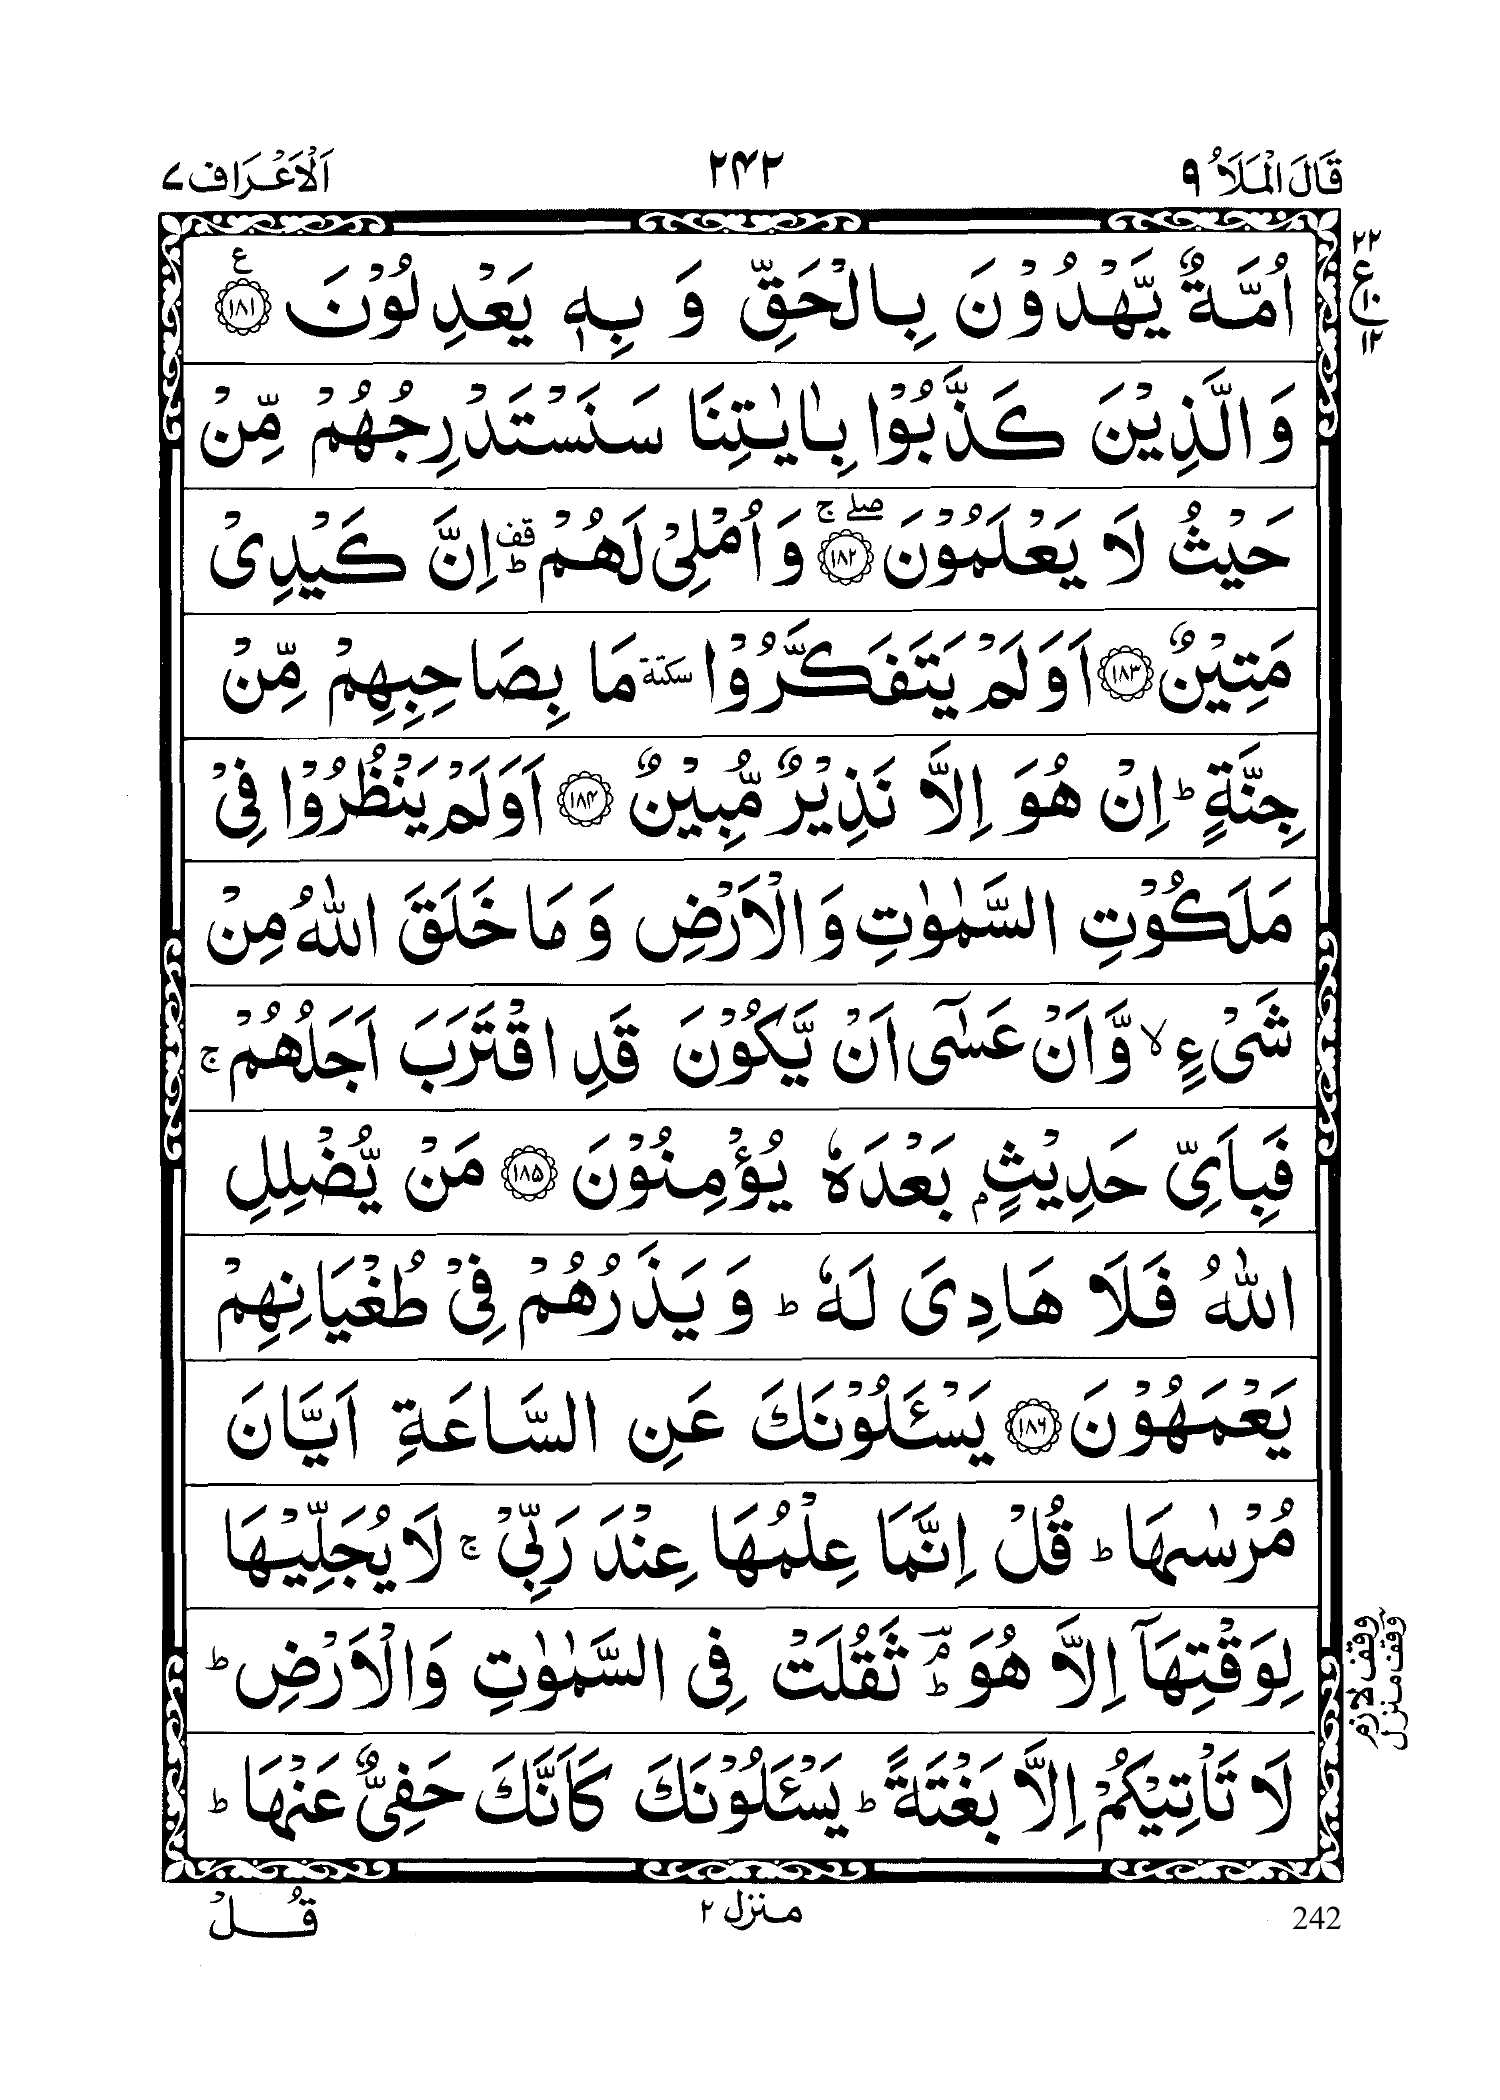 قَالَ الْمَلَاُ ٩
٢٤٢
اَلْاَعْرَاف ٧
اُمَّةٌ يَّهْدُوْنَ بِالْحَقِّ وَ بِهٖ يَعْدِلُوْنَ ﴿١٨١﴾ ع
وَالَّذِيْنَ كَذَّبُوْا بِاٰيٰتِنَا سَنَسْتَدْرِجُهُمْ مِّنْ
حَيْثُ لَا يَعْلَمُوْنَ ﴿١٨٢﴾ صلے ج وَ اُمْلِيْ لَهُمْ قف ط اِنَّ كَيْدِيْ
مَتِيْنٌ ﴿١٨٣﴾ اَوَلَمْ يَتَفَكَّرُوْا سكتة مَا بِصَاحِبِهِمْ مِّنْ
جِنَّةٍ ط اِنْ هُوَ اِلَّا نَذِيْرٌ مُّبِيْنٌ ﴿١٨٤﴾ اَوَلَمْ يَنْظُرُوْا فِيْ
مَلَكُوْتِ السَّمٰوٰتِ وَ الْاَرْضِ وَ مَا خَلَقَ اللّٰهُ مِنْ
شَيْءٍ لا وَّ اَنْ عَسٰٓى اَنْ يَّكُوْنَ قَدِ اقْتَرَبَ اَجَلُهُمْ ج
فَبِاَيِّ حَدِيْثٍۭ بَعْدَهٗ يُؤْمِنُوْنَ ﴿١٨٥﴾ مَنْ يُّضْلِلِ
اللّٰهُ فَلَا هَادِيَ لَهٗ ط وَ يَذَرُهُمْ فِيْ طُغْيَانِهِمْ
يَعْمَهُوْنَ ﴿١٨٦﴾ يَسْـَٔلُوْنَكَ عَنِ السَّاعَةِ اَيَّانَ
مُرْسٰىهَا ط قُلْ اِنَّمَا عِلْمُهَا عِنْدَ رَبِّيْ ج لَا يُجَلِّيْهَا
لِوَقْتِهَآ اِلَّا هُوَ م ط ثَقُلَتْ فِي السَّمٰوٰتِ وَالْاَرْضِ ط
لَا تَاْتِيْكُمْ اِلَّا بَغْتَةً ط يَسْـَٔلُوْنَكَ كَاَنَّكَ حَفِيٌّ عَنْهَا ط
٢٢
ع
١٠
١٢
وقف لازم
وقف منزل
قُلْ
منزل ٢
242